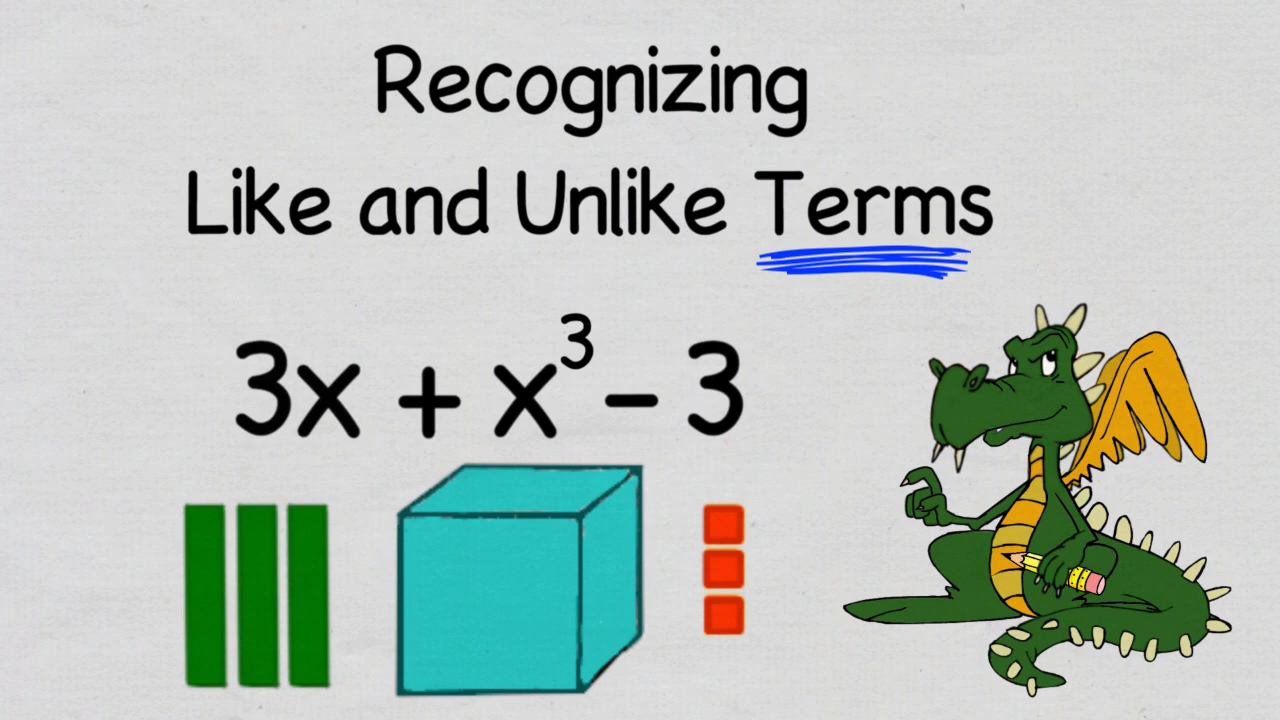 Recognizing
Like and Unlike Terms
3x + x³ - 3